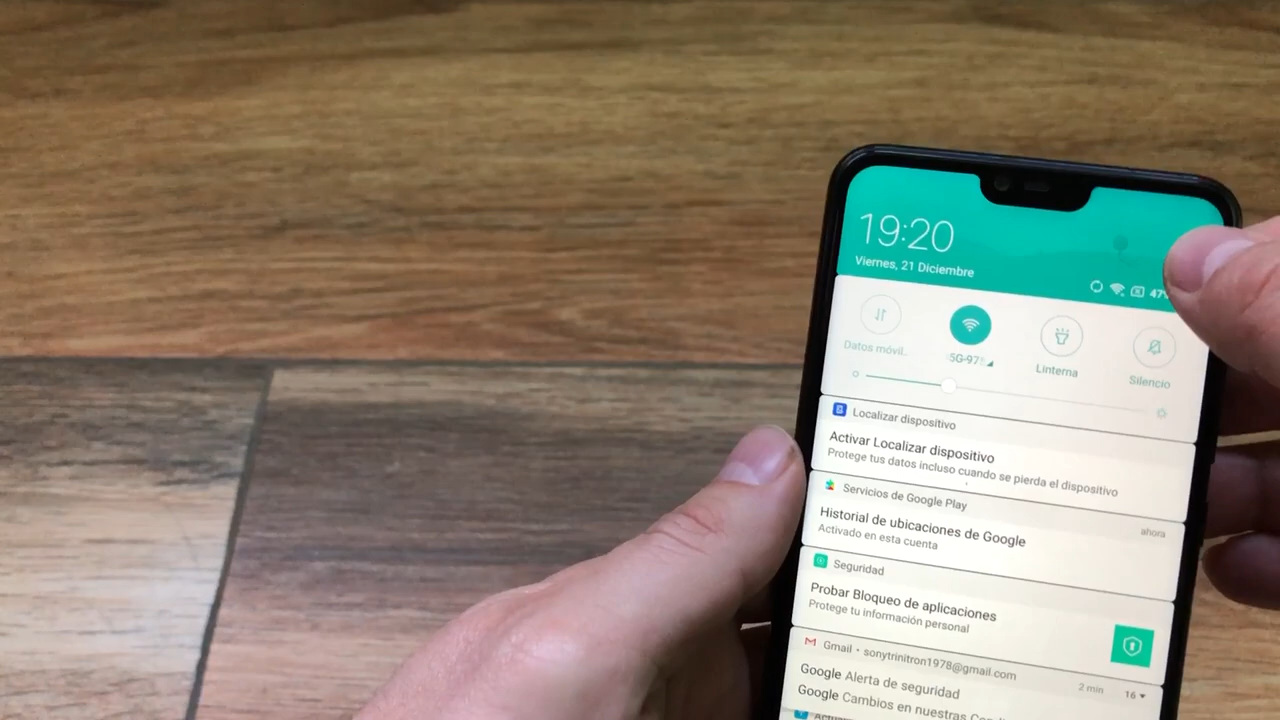 19:20
Viernes, 21 Diciembre
47
Datos móvil..
5G-97
Linterna
Silencio
Localizar dispositivo
Activar Localizar dispositivo
Protege tus datos incluso cuando se pierda el dispositivo
Servicios de Google Play
Historial de ubicaciones de Google
ahora
Activado en esta cuenta
Seguridad
Probar Bloqueo de aplicaciones
Protege tu información personal
Gmail • sonytrinitron1978@gmail.com
2 min
16
Google Alerta de seguridad
Google Cambios en nuestras